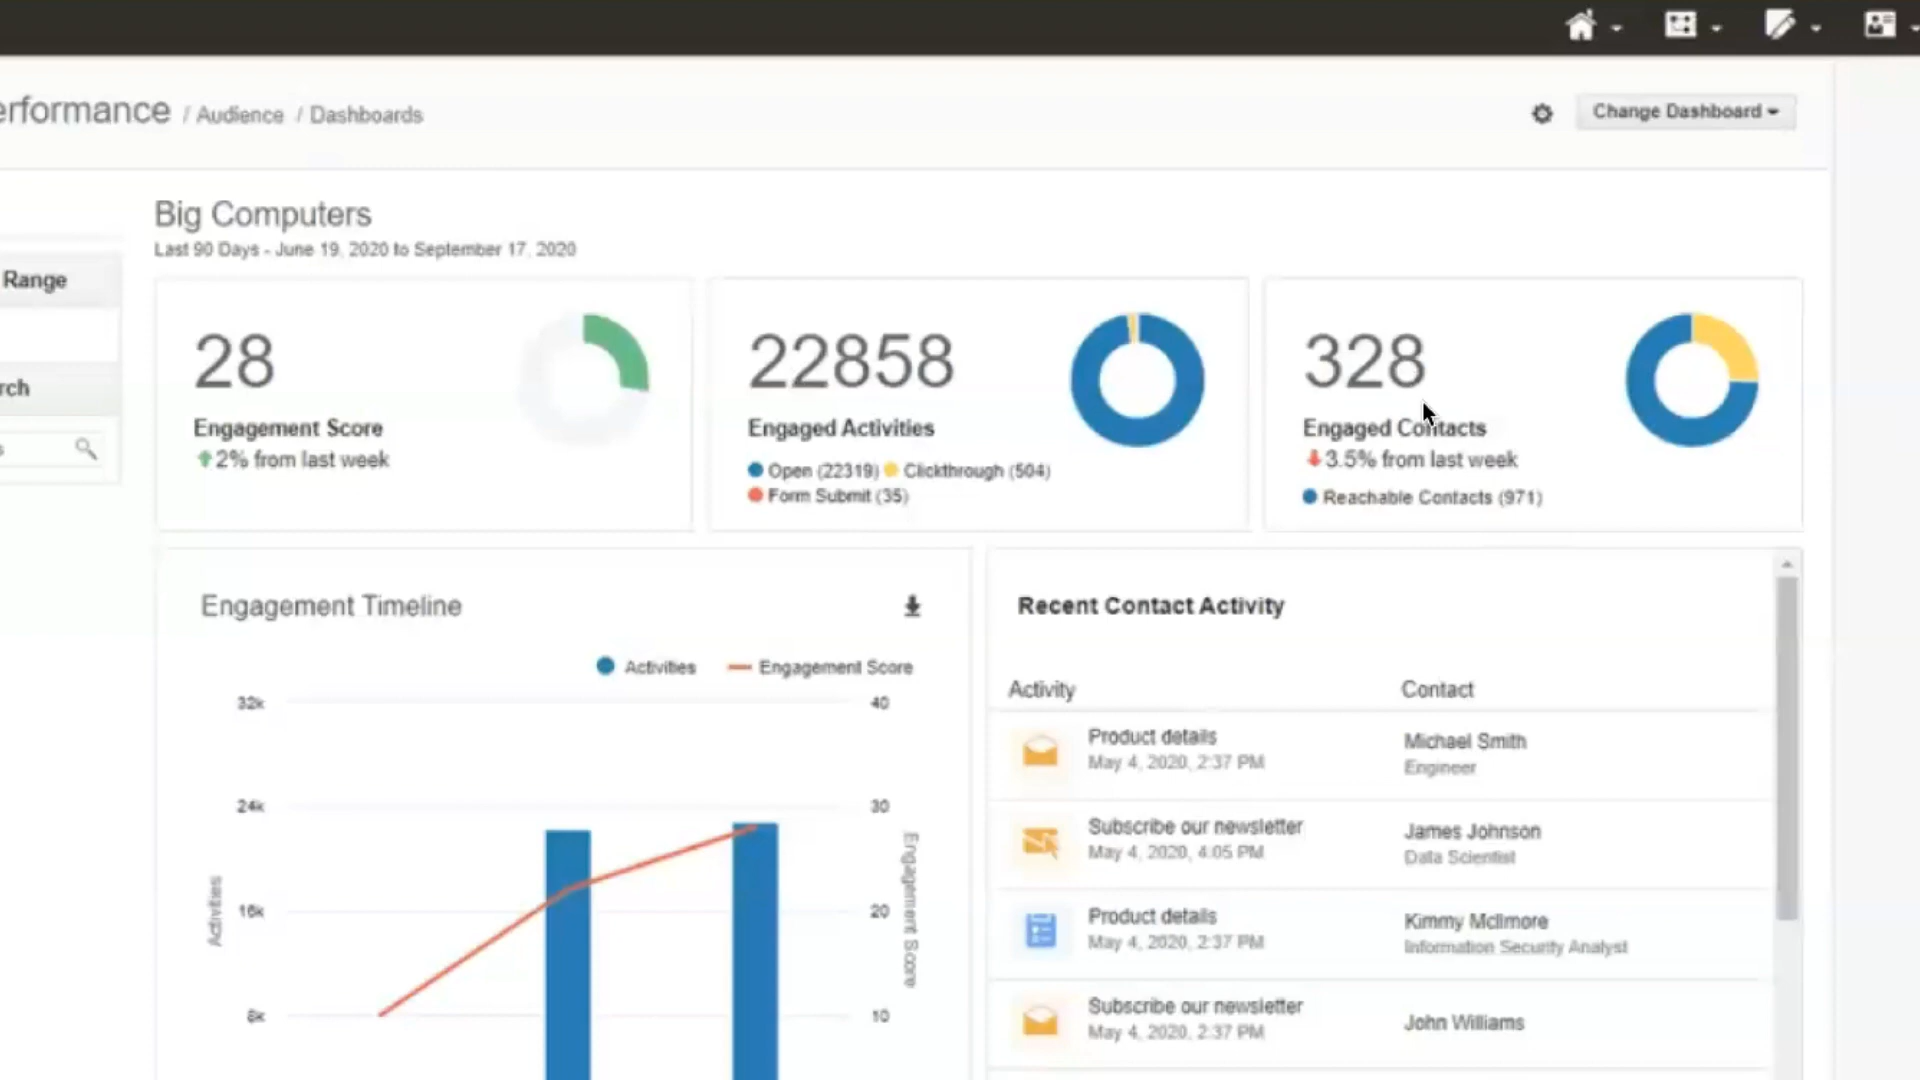 erformance / Audience / Dashboards
Change Dashboard
Big Computers
Last 90 Days - June 19, 2020 to September 17, 2020
Range
rch
28
Engagement Score
2% from last week
22858
Engaged Activities
Open (22319) Clickthrough (504)
Form Submit (35)
328
Engaged Contacts
3.5% from last week
Reachable Contacts (971)
Engagement Timeline
Activities Engagement Score
32k
24k
16k
8k
Activities
40
30
20
10
Engagement Score
Recent Contact Activity
Activity Contact
Product details
May 4, 2020, 2:37 PM
Michael Smith
Engineer
Subscribe our newsletter
May 4, 2020, 4:05 PM
James Johnson
Data Scientist
Product details
May 4, 2020, 2:37 PM
Kimmy McIlmore
Information Security Analyst
Subscribe our newsletter
May 4, 2020, 2:37 PM
John Williams